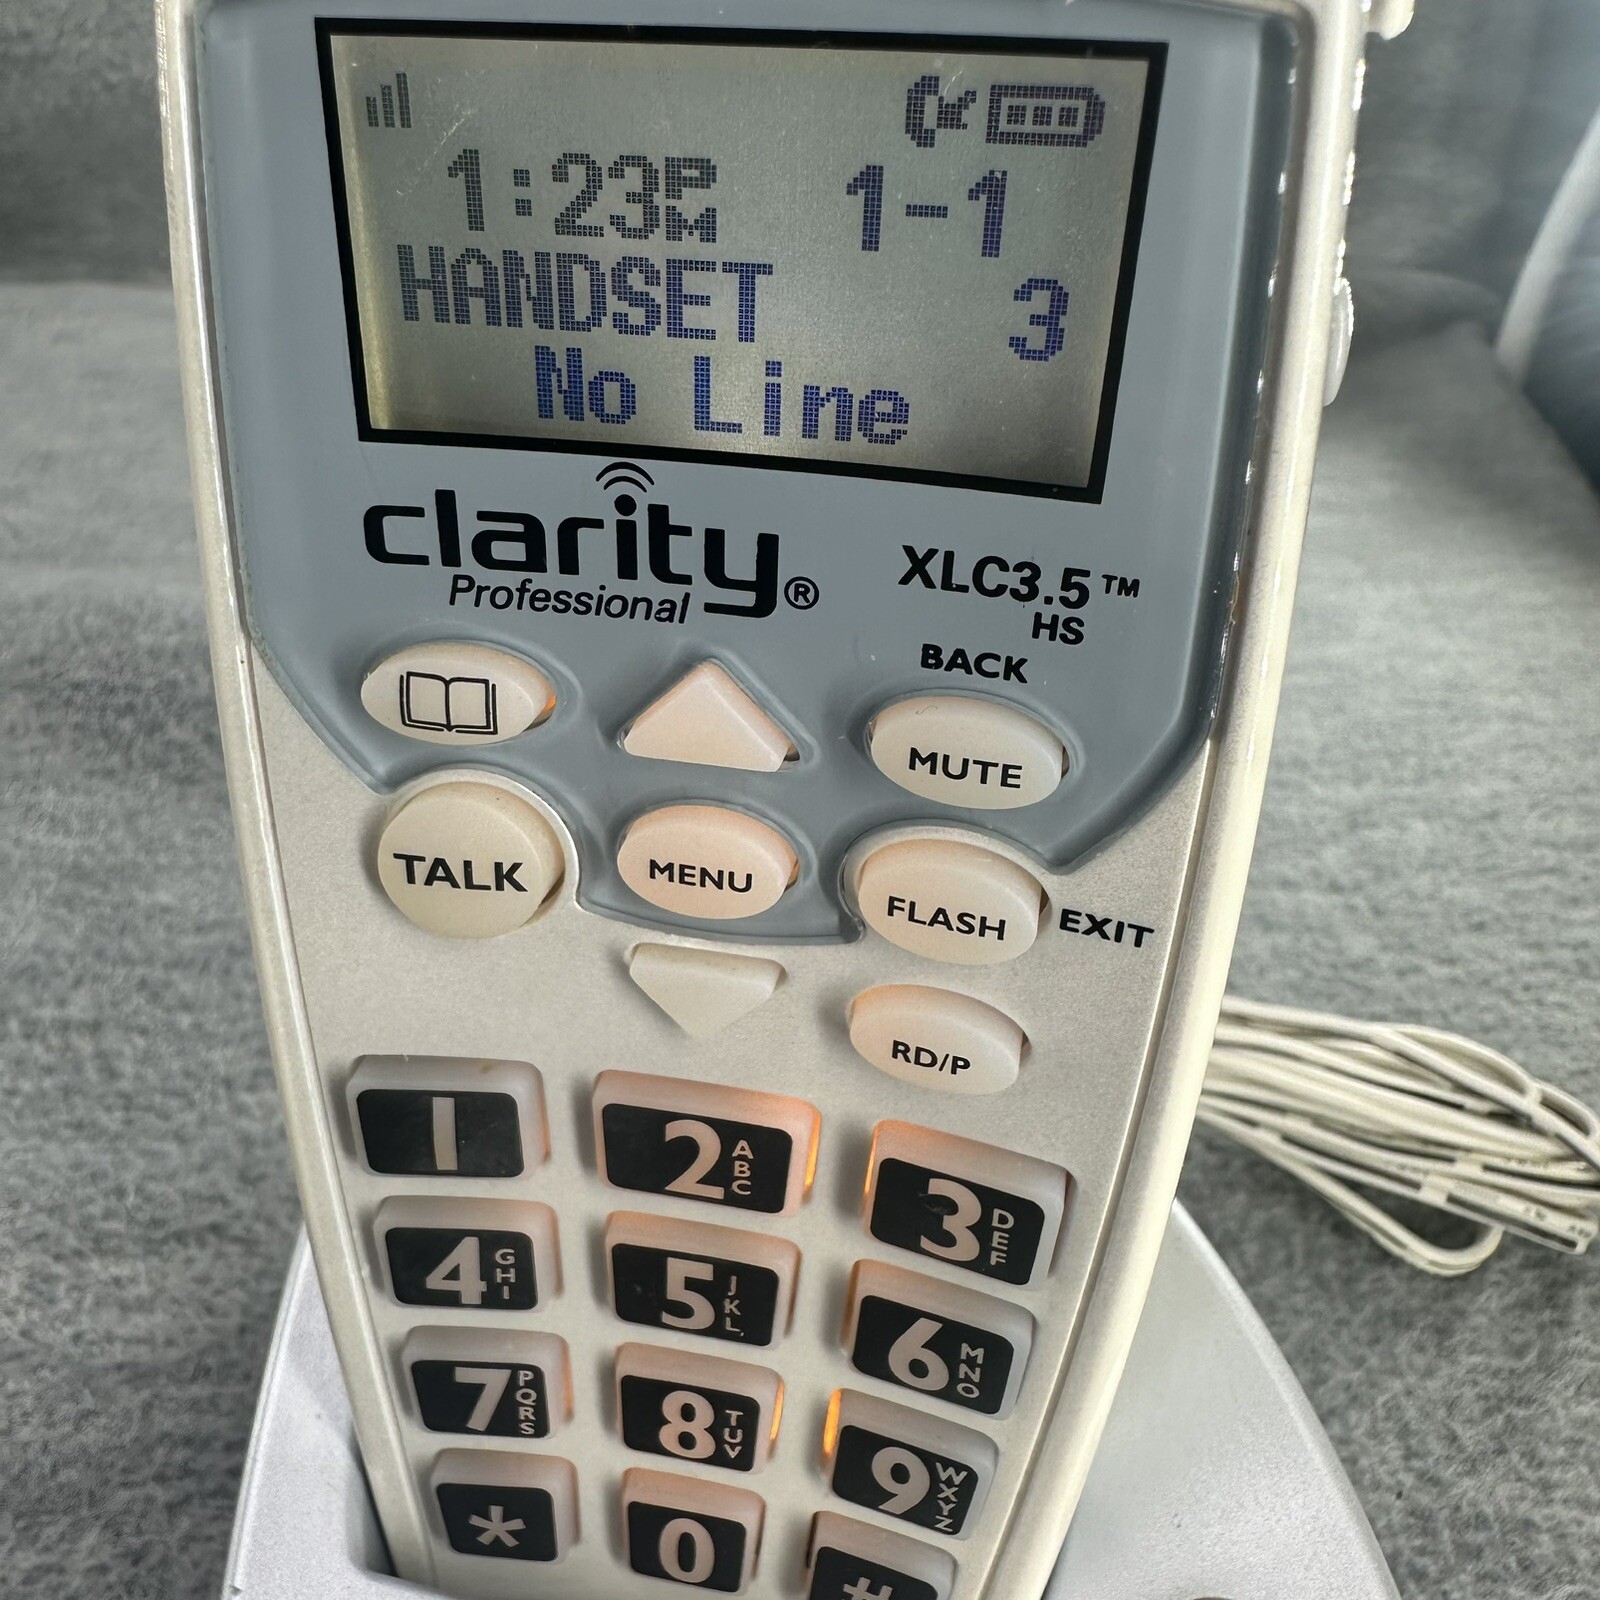 1:23PM 1-1
HANDSET 3
No Line
clarity®
Professional
XLC3.5™
HS
BACK
MUTE
TALK
MENU
FLASH EXIT
RD/P
1
2 ABC
3 DEF
4 GHI
5 JKL
6 MNO
7 PQRS
8 TUV
9 WXYZ
*
0
#